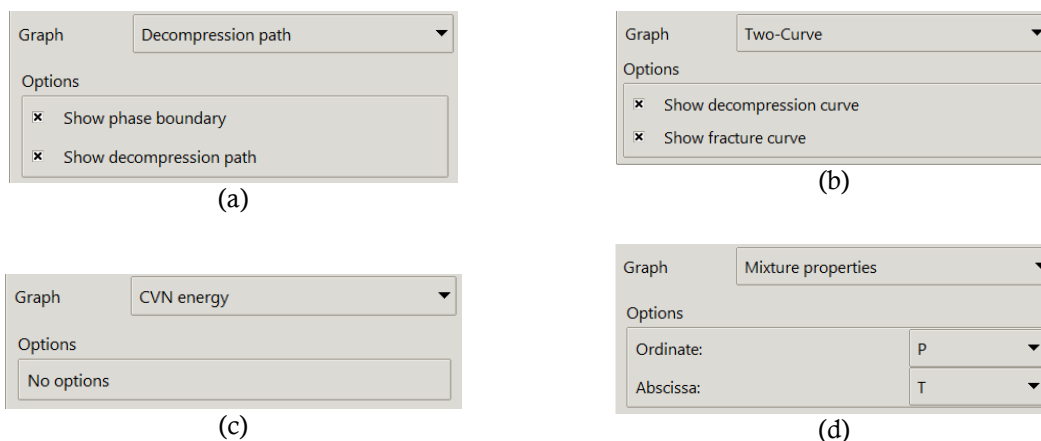 Graph Decompression path
Options
Show phase boundary
Show decompression path
(a)
Graph Two-Curve
Options
Show decompression curve
Show fracture curve
(b)
Graph CVN energy
Options
No options
(c)
Graph Mixture properties
Options
Ordinate: P
Abscissa: T
(d)